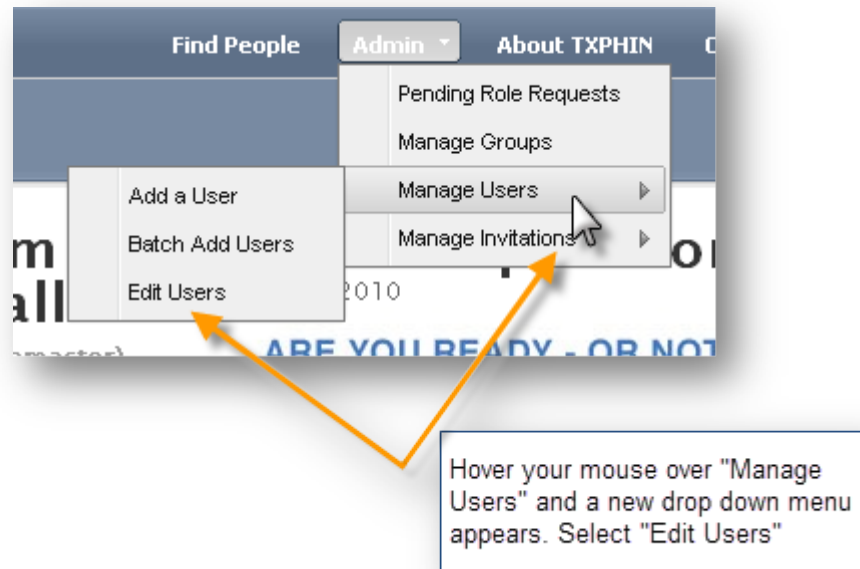 Find People Admin About TXPHIN
Pending Role Requests
Manage Groups
Manage Users
Manage Invitations
Add a User
Batch Add Users
Edit Users
2010
ARE YOU READY - OR NOT
Hover your mouse over "Manage
Users" and a new drop down menu
appears. Select "Edit Users"